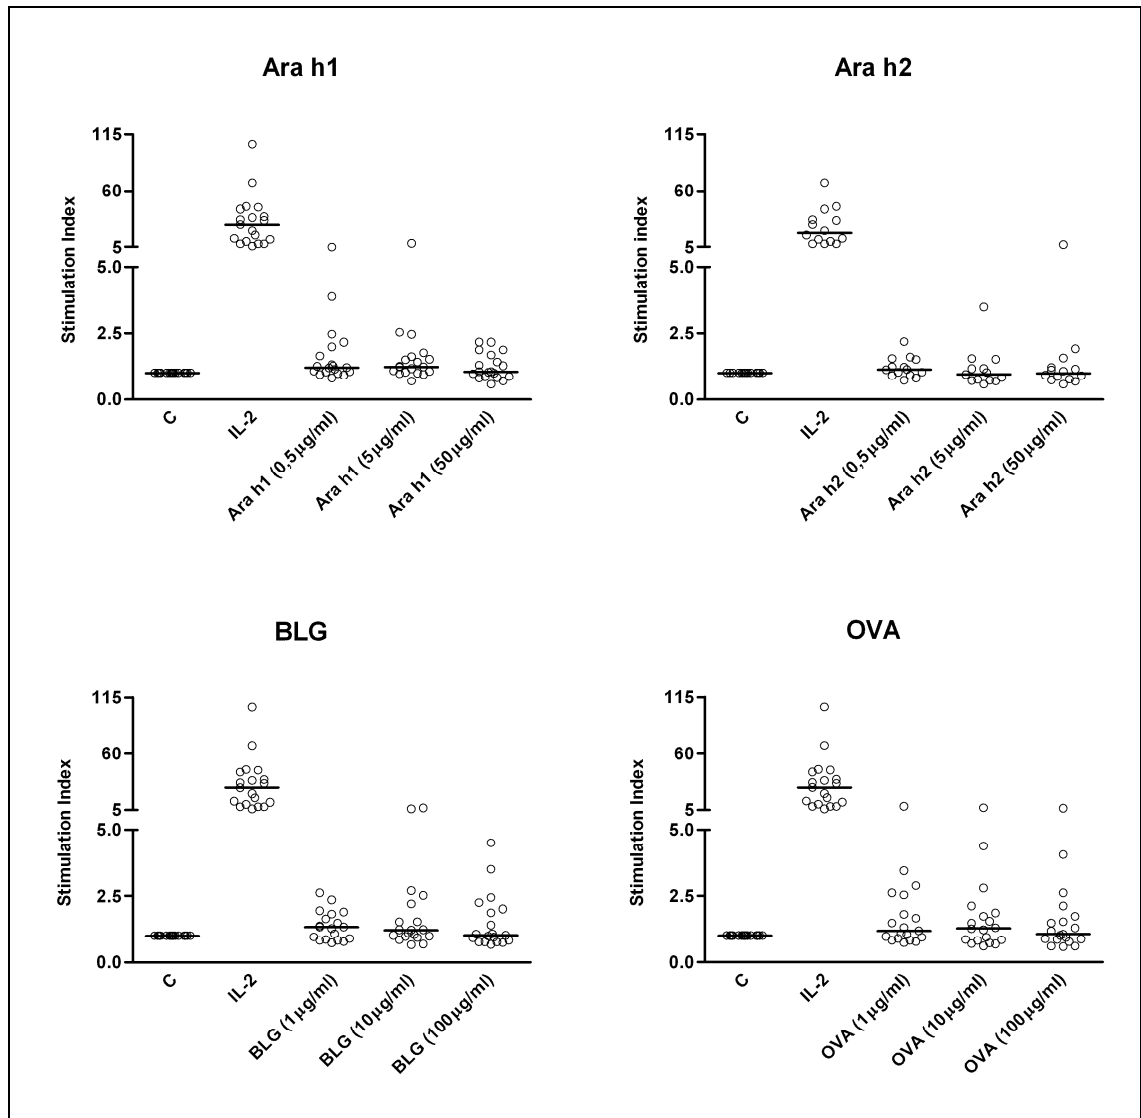 Ara h1
Stimulation Index
115
60
5
5.0
2.5
0.0
C
IL-2
Ara h1 (0,5µg/ml)
Ara h1 (5µg/ml)
Ara h1 (50µg/ml)
Ara h2
Stimulation index
115
60
5
5.0
2.5
0.0
C
IL-2
Ara h2 (0,5µg/ml)
Ara h2 (5µg/ml)
Ara h2 (50µg/ml)
BLG
Stimulation Index
115
60
5
5.0
2.5
0.0
C
IL-2
BLG (1µg/ml)
BLG (10µg/ml)
BLG (100µg/ml)
OVA
Stimulation Index
115
60
5
5.0
2.5
0.0
C
IL-2
OVA (1µg/ml)
OVA (10µg/ml)
OVA (100µg/ml)